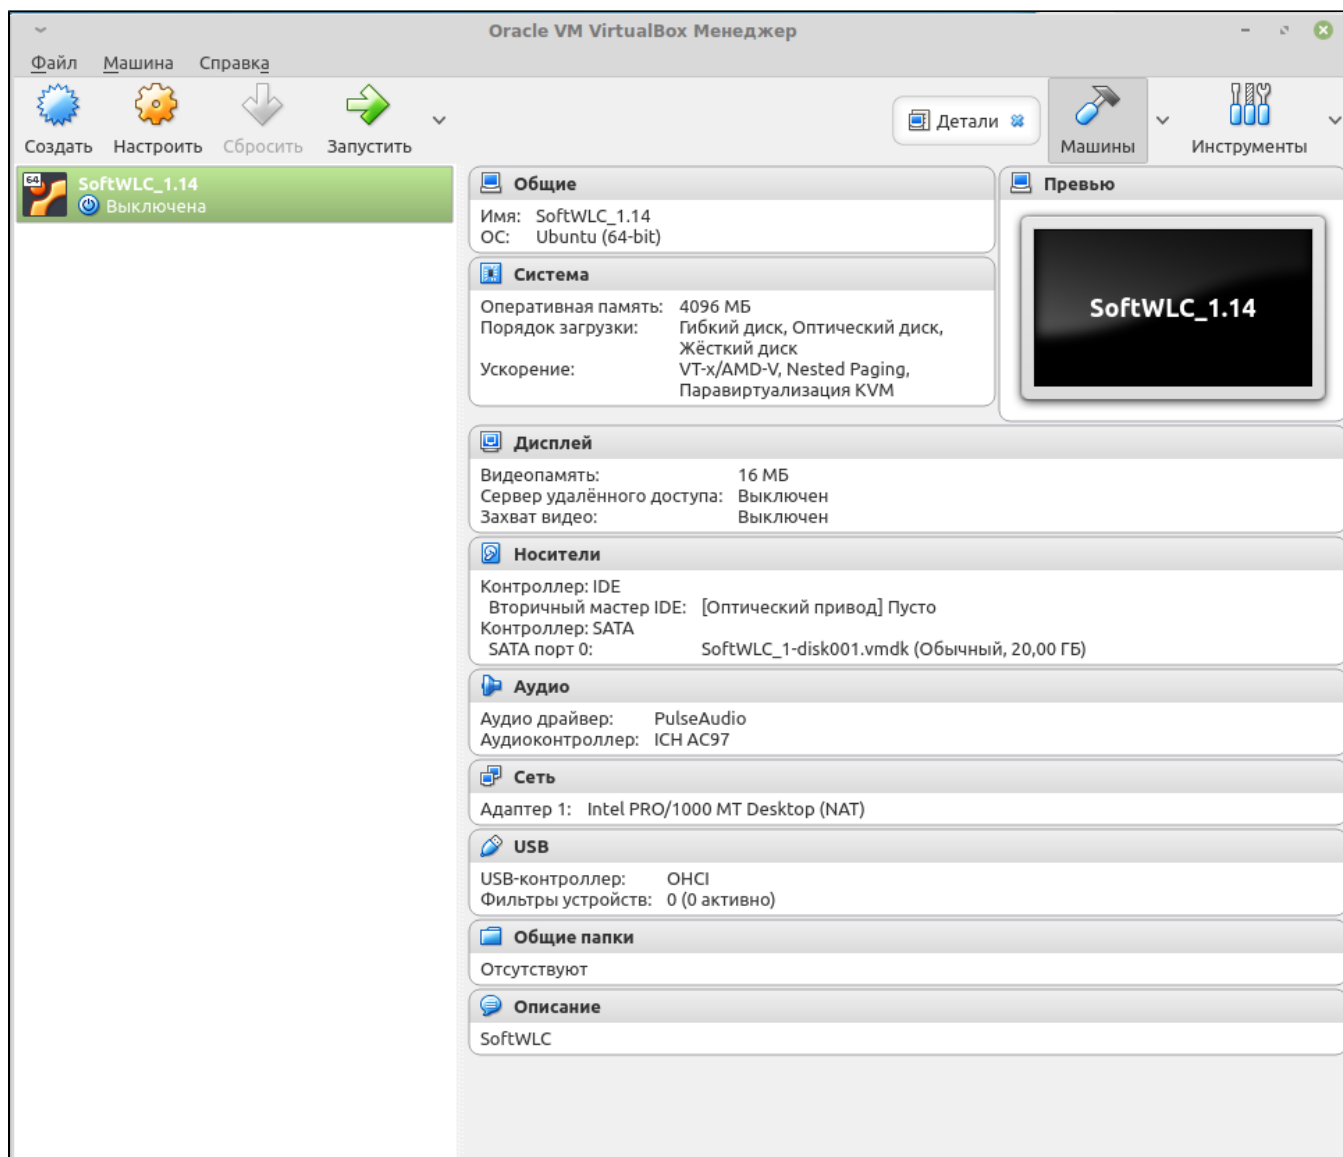 Oracle VM VirtualBox Менеджер
Файл Машина Справка
Создать Настроить Сбросить Запустить
Детали
Машины Инструменты
64
SoftWLC_1.14
Выключена
Общие
Имя: SoftWLC_1.14
ОС: Ubuntu (64-bit)
Превью
SoftWLC_1.14
Система
Оперативная память: 4096 МБ
Порядок загрузки: Гибкий диск, Оптический диск,
Жёсткий диск
Ускорение: VT-x/AMD-V, Nested Paging,
Паравиртуализация KVM
Дисплей
Видеопамять: 16 МБ
Сервер удалённого доступа: Выключен
Захват видео: Выключен
Носители
Контроллер: IDE
Вторичный мастер IDE: [Оптический привод] Пусто
Контроллер: SATA
SATA порт 0: SoftWLC_1-disk001.vmdk (Обычный, 20,00 ГБ)
Аудио
Аудио драйвер: PulseAudio
Аудиоконтроллер: ICH AC97
Сеть
Адаптер 1: Intel PRO/1000 MT Desktop (NAT)
USB
USB-контроллер: OHCI
Фильтры устройств: 0 (0 активно)
Общие папки
Отсутствуют
Описание
SoftWLC